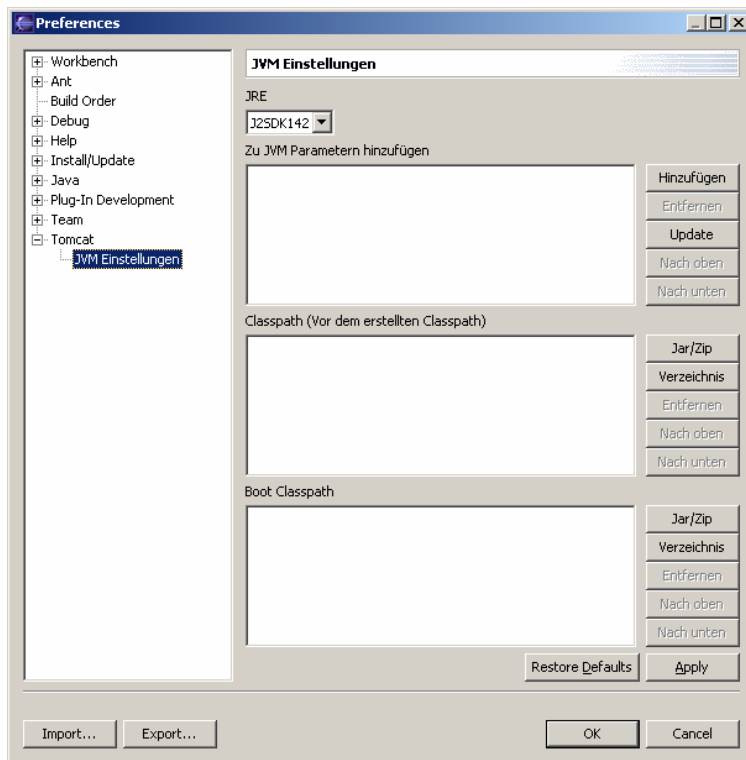 Preferences
Workbench
Ant
Build Order
Debug
Help
Install/Update
Java
Plug-In Development
Team
Tomcat
JVM Einstellungen
JVM Einstellungen
JRE
J2SDK142
Zu JVM Parametern hinzufügen
Hinzufügen
Entfernen
Update
Nach oben
Nach unten
Classpath (Vor dem erstellten Classpath)
Jar/Zip
Verzeichnis
Entfernen
Nach oben
Nach unten
Boot Classpath
Jar/Zip
Verzeichnis
Entfernen
Nach oben
Nach unten
Restore Defaults
Apply
Import...
Export...
OK
Cancel